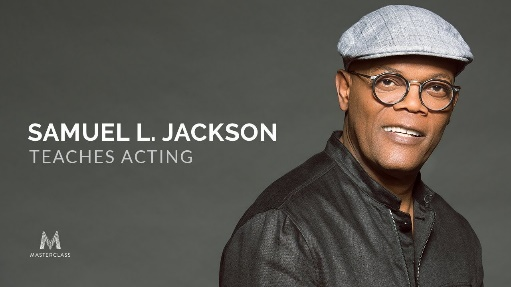 SAMUEL L. JACKSON
TEACHES ACTING
MASTERCLASS